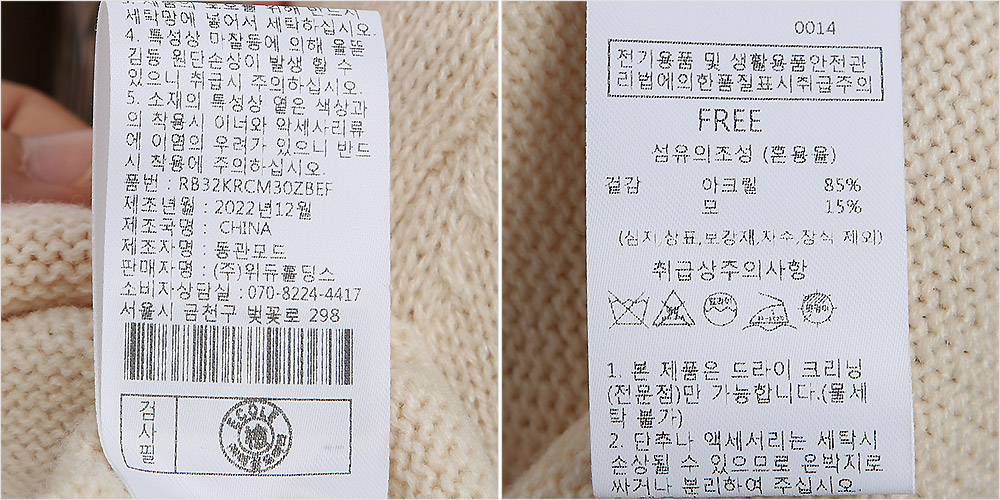 세탁망에 넣어서 세탁하십시오.
4. 특성상 마찰등에 의해 올뜯
김등 원단손상이 발생 할 수
있으니 취급시 주의하십시오.
5. 소재의 특성상 옅은 색상과
의 착용시 이너와 악세사리류
에 이염의 우려가 있으니 반드
시 착용에 주의하십시오.
품번 : RB32KRCM30ZBEF
제조년월 : 2022년12월
제조국명 : CHINA
제조자명 : 동관모드
판매자명 : (주)위듀홀딩스
소비자상담실 : 070-8224-4417
서울시 금천구 벚꽃로 298
검사필
ECOLE
0014
전기용품 및 생활용품안전관
리법에의한품질표시취급주의
FREE
섬유의조성 (혼용율)
겉감 아크릴 85%
모 15%
(심지,상표,보강재,자수,장식 제외)
취급상주의사항
드라이
1. 본 제품은 드라이 크리닝
(전문점)만 가능합니다.(물세
탁 불가)
2. 단추나 액세서리는 세탁시
손상될 수 있으므로 은박지로
싸거나 분리하여 주십시오.